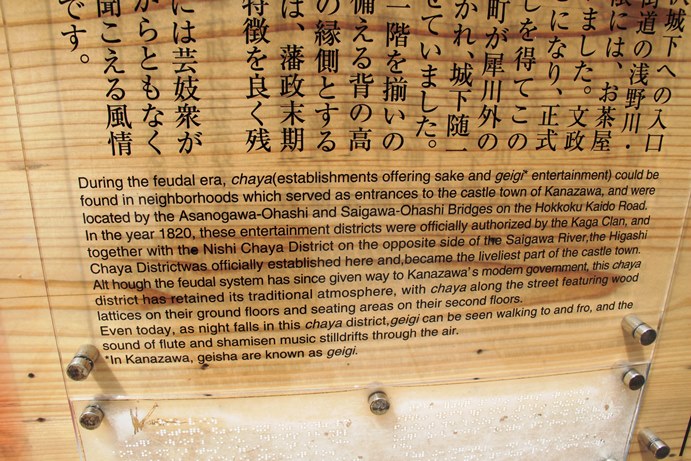 城下への入口
街道の浅野川・
隈には、お茶屋
ました。文政
になり、正式
しを得てこの
町が犀川外の
かれ、城下随一
せていました。
一階を揃いの
備える背の高
の縁側とする
は、藩政末期
特徴を良く残
には芸妓衆が
からともなく
聞こえる風情
です。
During the feudal era, chaya(establishments offering sake and geigi* entertainment) could be
found in neighborhoods which served as entrances to the castle town of Kanazawa, and were
located by the Asanogawa-Ohashi and Saigawa-Ohashi Bridges on the Hokkoku Kaido Road.
In the year 1820, these entertainment districts were officially authorized by the Kaga Clan, and
together with the Nishi Chaya District on the opposite side of the Saigawa River,the Higashi
Chaya Districtwas officially established here and,became the liveliest part of the castle town.
Alt hough the feudal system has since given way to Kanazawa's modern government, this chaya
district has retained its traditional atmosphere, with chaya along the street featuring wood
lattices on their ground floors and seating areas on their second floors.
Even today, as night falls in this chaya district,geigi can be seen walking to and fro, and the
sound of flute and shamisen music stilldrifts through the air.
*In Kanazawa, geisha are known as geigi.